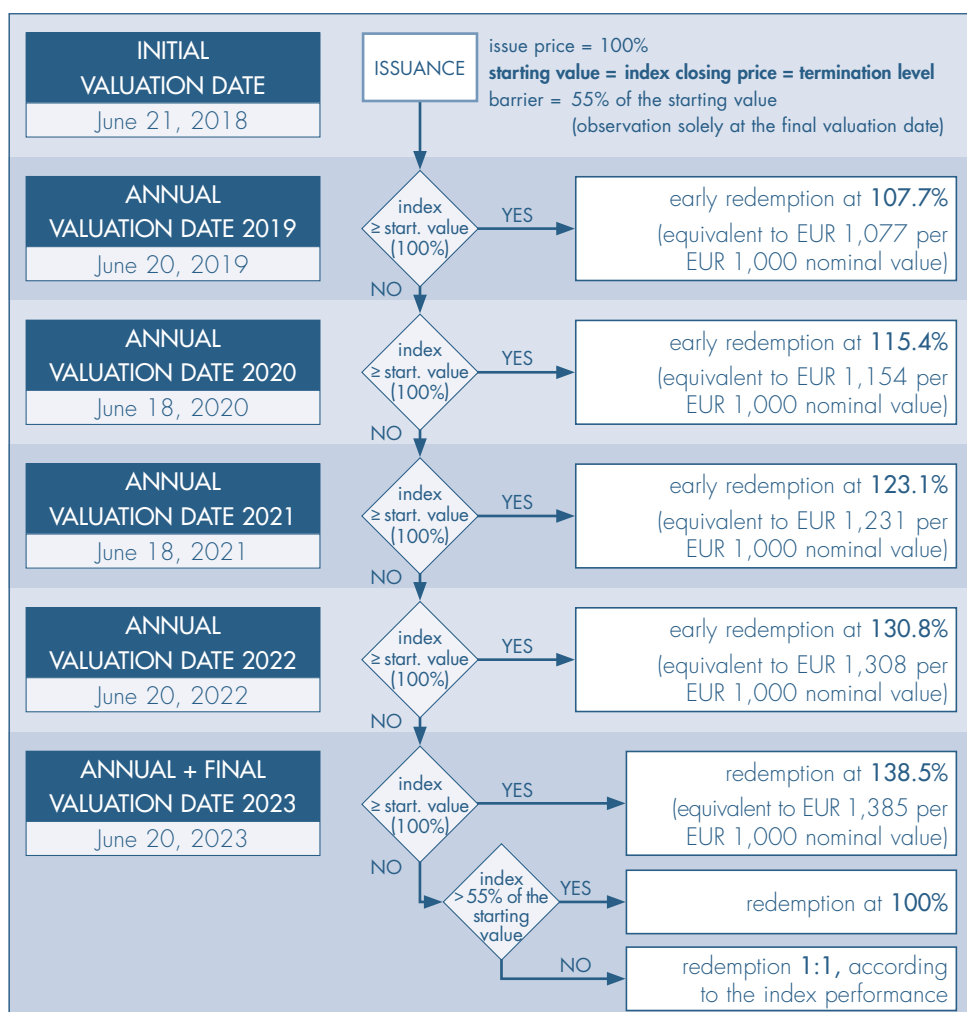 INITIAL
VALUATION DATE
June 21, 2018
ISSUANCE
issue price = 100%
starting value = index closing price = termination level
barrier = 55% of the starting value
(observation solely at the final valuation date)
ANNUAL
VALUATION DATE 2019
June 20, 2019
index
≥ start. value
(100%)
YES
early redemption at 107.7%
(equivalent to EUR 1,077 per
EUR 1,000 nominal value)
NO
ANNUAL
VALUATION DATE 2020
June 18, 2020
index
≥ start. value
(100%)
YES
early redemption at 115.4%
(equivalent to EUR 1,154 per
EUR 1,000 nominal value)
NO
ANNUAL
VALUATION DATE 2021
June 18, 2021
index
≥ start. value
(100%)
YES
early redemption at 123.1%
(equivalent to EUR 1,231 per
EUR 1,000 nominal value)
NO
ANNUAL
VALUATION DATE 2022
June 20, 2022
index
≥ start. value
(100%)
YES
early redemption at 130.8%
(equivalent to EUR 1,308 per
EUR 1,000 nominal value)
NO
ANNUAL + FINAL
VALUATION DATE 2023
June 20, 2023
index
≥ start. value
(100%)
YES
redemption at 138.5%
(equivalent to EUR 1,385 per
EUR 1,000 nominal value)
NO
index
>55% of the
starting
value
YES
redemption at 100%
NO
redemption 1:1, according
to the index performance